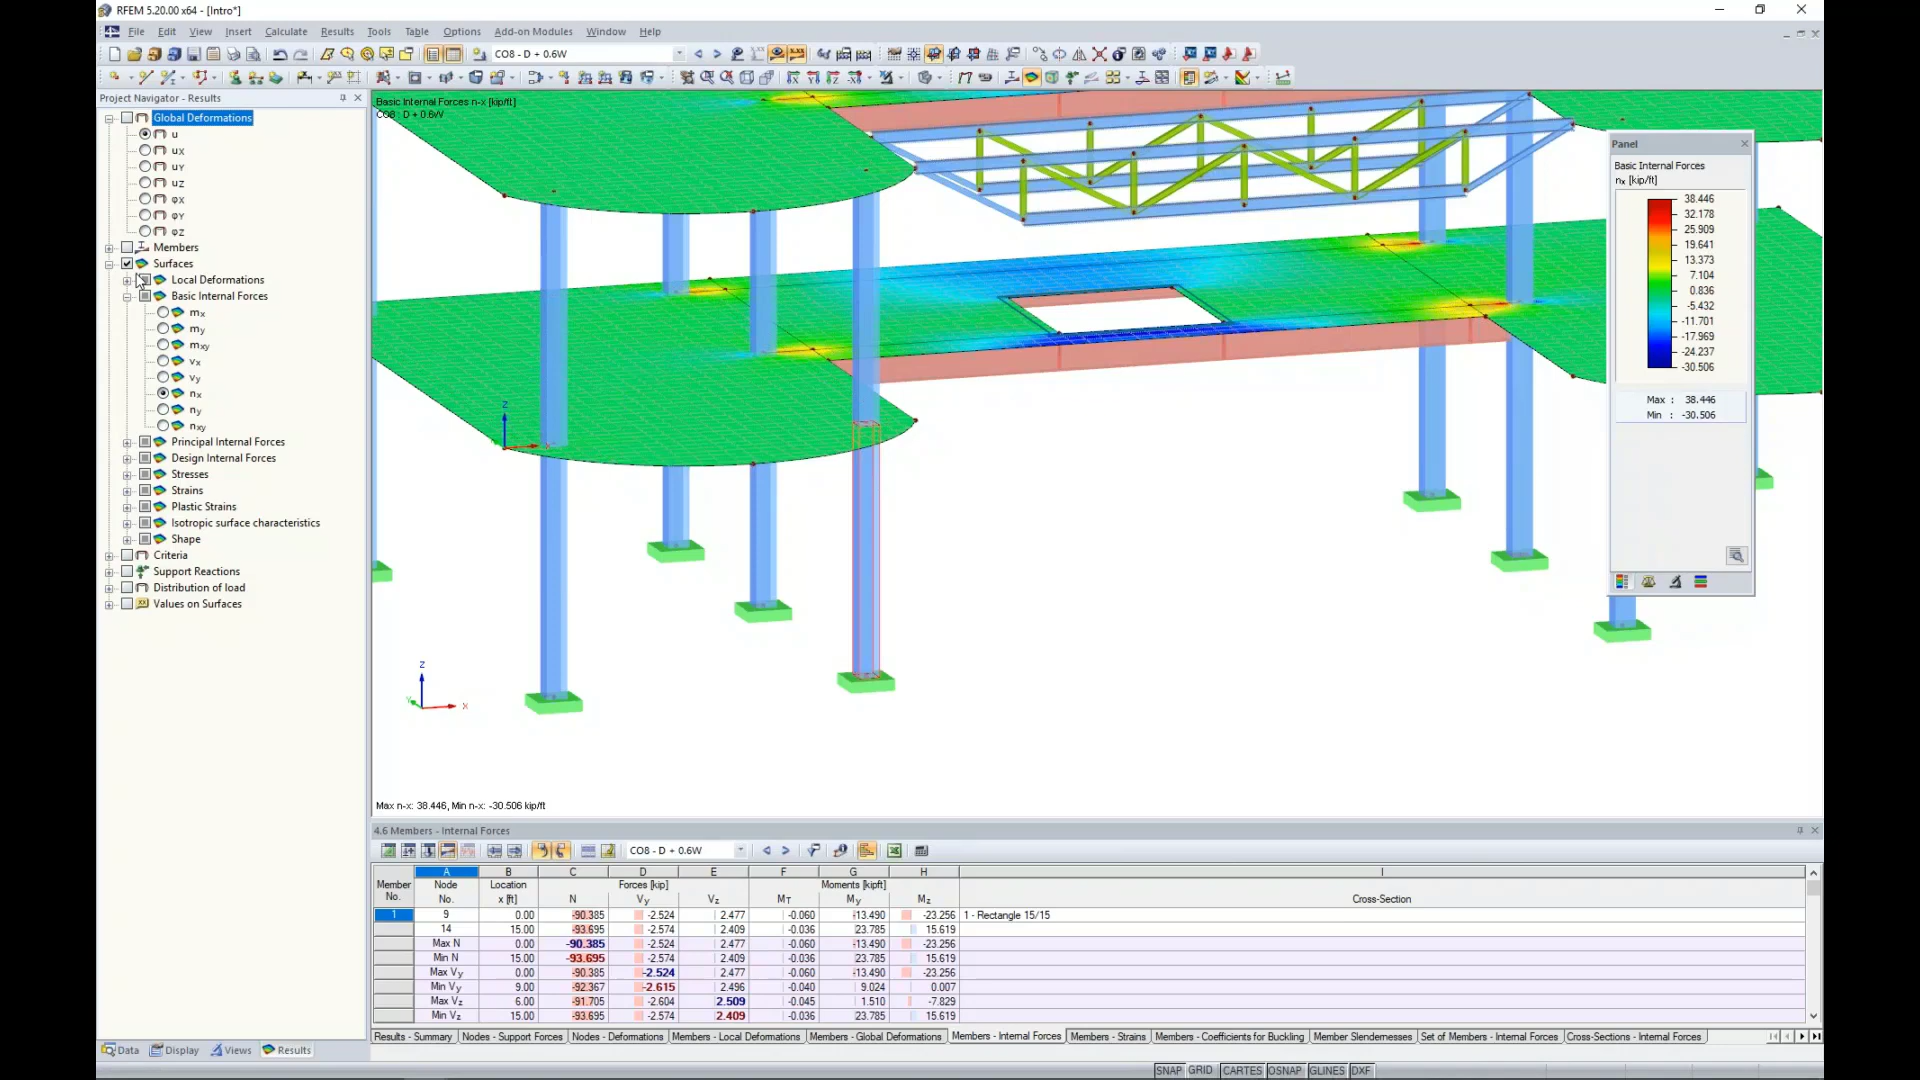 RFEM 5.20.00 x64 - [Intro*]
File Edit View Insert Calculate Results Tools Table Options Add-on Modules Window Help
CO8 - D + 0.6W
Project Navigator - Results
Global Deformations
u
uX
uY
uZ
φX
φY
φZ
Members
Surfaces
Local Deformations
Basic Internal Forces
mx
my
mxy
vx
vy
nx
ny
nxy
Principal Internal Forces
Design Internal Forces
Stresses
Strains
Plastic Strains
Isotropic surface characteristics
Shape
Criteria
Support Reactions
Distribution of load
Values on Surfaces
Data Display Views Results
Basic Internal Forces n-x [kip/ft]
CO8 : D + 0.6W
Z
X
Z
Y
X
Max n-x: 38.446, Min n-x: -30.506 kip/ft
Panel
Basic Internal Forces
nx [kip/ft]
38.446
32.178
25.909
19.641
13.373
7.104
0.836
-5.432
-11.701
-17.969
-24.237
-30.506
Max : 38.446
Min : -30.506
4.6 Members - Internal Forces
CO8 - D + 0.6W
A B C D E F G H I
Member Node Location Forces [kip] Moments [kipft]
No. No. x [ft] N Vy Vz MT My Mz Cross-Section
1 9 0.00 -90.385 -2.524 2.477 -0.060 -13.490 -23.256 1 - Rectangle 15/15
14 15.00 -93.695 -2.574 2.409 -0.036 23.785 15.619
Max N 0.00 -90.385 -2.524 2.477 -0.060 -13.490 -23.256
Min N 15.00 -93.695 -2.574 2.409 -0.036 23.785 15.619
Max Vy 0.00 -90.385 -2.524 2.477 -0.060 -13.490 -23.256
Min Vy 9.00 -92.367 -2.615 2.496 -0.040 9.024 0.007
Max Vz 6.00 -91.705 -2.604 2.509 -0.045 1.510 -7.829
Min Vz 15.00 -93.695 -2.574 2.409 -0.036 23.785 15.619
Results - Summary Nodes - Support Forces Nodes - Deformations Members - Local Deformations Members - Global Deformations Members - Internal Forces Members - Strains Members - Coefficients for Buckling Member Slendernesses Set of Members - Internal Forces Cross-Sections - Internal Forces
SNAP GRID CARTES OSNAP GLINES DXF